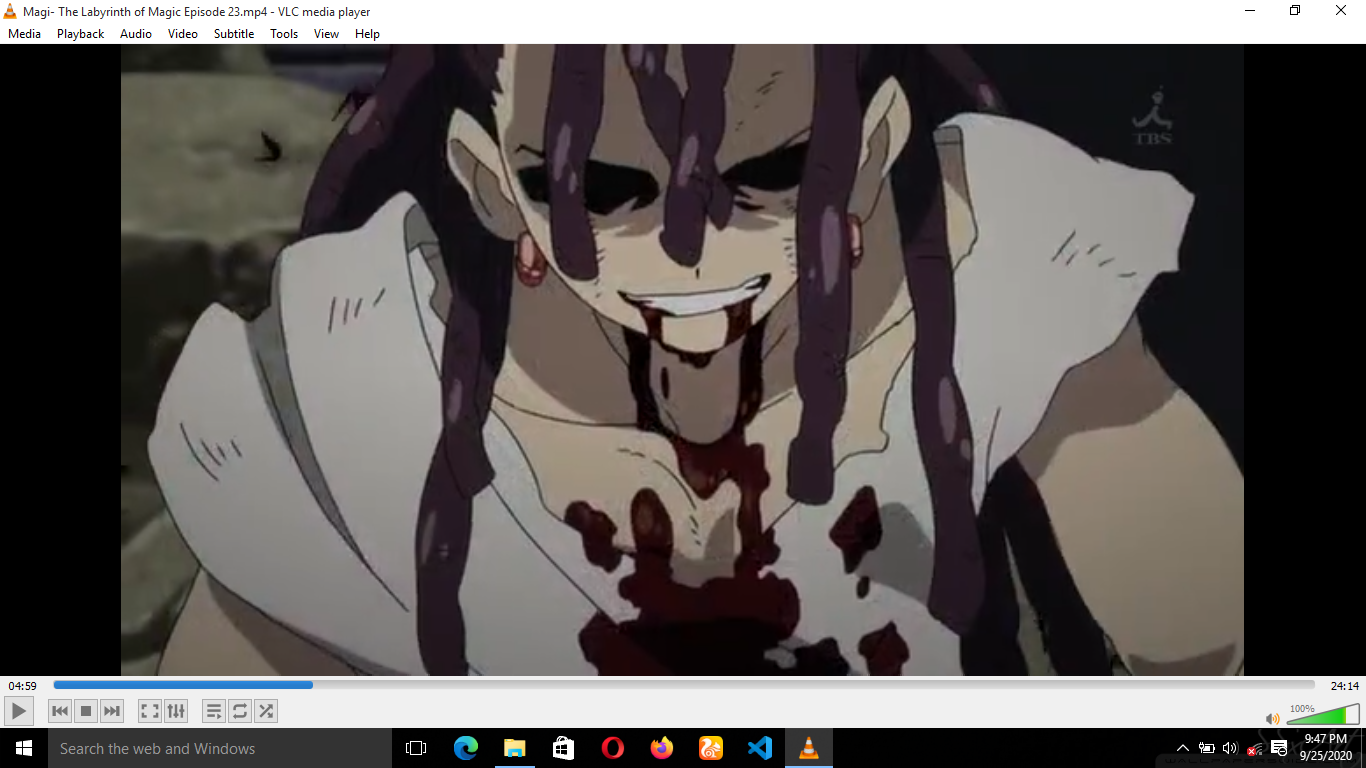 Magi- The Labyrinth of Magic Episode 23.mp4 - VLC media player
Media Playback Audio Video Subtitle Tools View Help
TBS
04:59
24:14
100%
Search the web and Windows
9:47 PM
9/25/2020